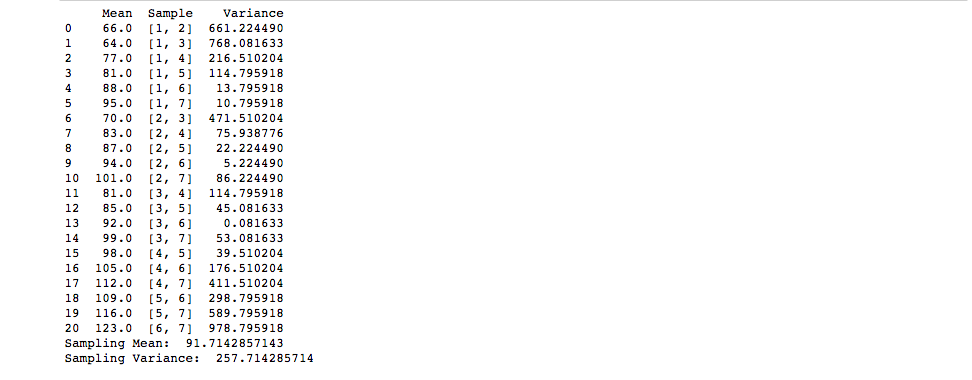 Mean Sample Variance
0 66.0 [1, 2] 661.224490
1 64.0 [1, 3] 768.081633
2 77.0 [1, 4] 216.510204
3 81.0 [1, 5] 114.795918
4 88.0 [1, 6] 13.795918
5 95.0 [1, 7] 10.795918
6 70.0 [2, 3] 471.510204
7 83.0 [2, 4] 75.938776
8 87.0 [2, 5] 22.224490
9 94.0 [2, 6] 5.224490
10 101.0 [2, 7] 86.224490
11 81.0 [3, 4] 114.795918
12 85.0 [3, 5] 45.081633
13 92.0 [3, 6] 0.081633
14 99.0 [3, 7] 53.081633
15 98.0 [4, 5] 39.510204
16 105.0 [4, 6] 176.510204
17 112.0 [4, 7] 411.510204
18 109.0 [5, 6] 298.795918
19 116.0 [5, 7] 589.795918
20 123.0 [6, 7] 978.795918
Sampling Mean: 91.7142857143
Sampling Variance: 257.714285714